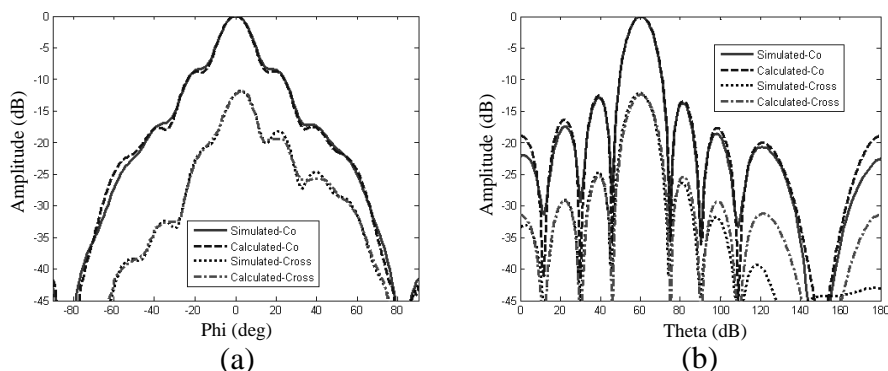 0
-5
-10
-15
-20
-25
-30
-35
-40
-45
Amplitude (dB)
Simulated-Co
Calculated-Co
Simulated-Cross
Calculated-Cross
-80 -60 -40 -20 0 20 40 60 80
Phi (deg)
(a)
0
-5
-10
-15
-20
-25
-30
-35
-40
-45
Amplitude (dB)
Simulated-Co
Calculated-Co
Simulated-Cross
Calculated-Cross
0 20 40 60 80 100 120 140 160 180
Theta (dB)
(b)